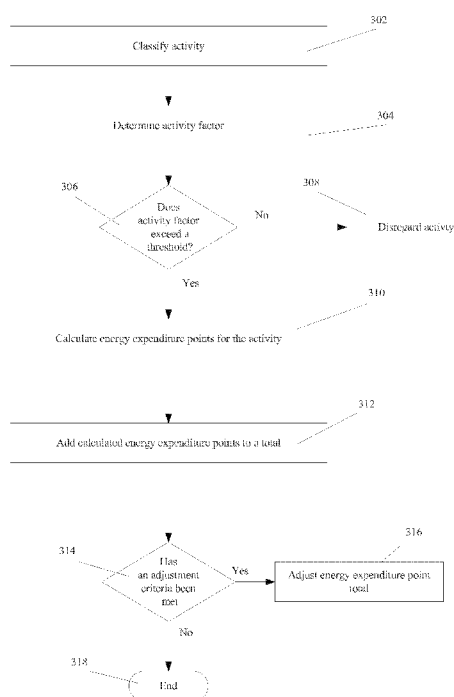 302
Classify activity
304
Determine activity factor
306
308
Does
activity factor
exceed a
threshold?
No
Disregard activity
Yes
310
Calculate energy expenditure points for the activity
312
Add calculated energy expenditure points to a total
314
316
Has
an adjustment
criteria been
met
Yes
Adjust energy expenditure point
total
No
318
End